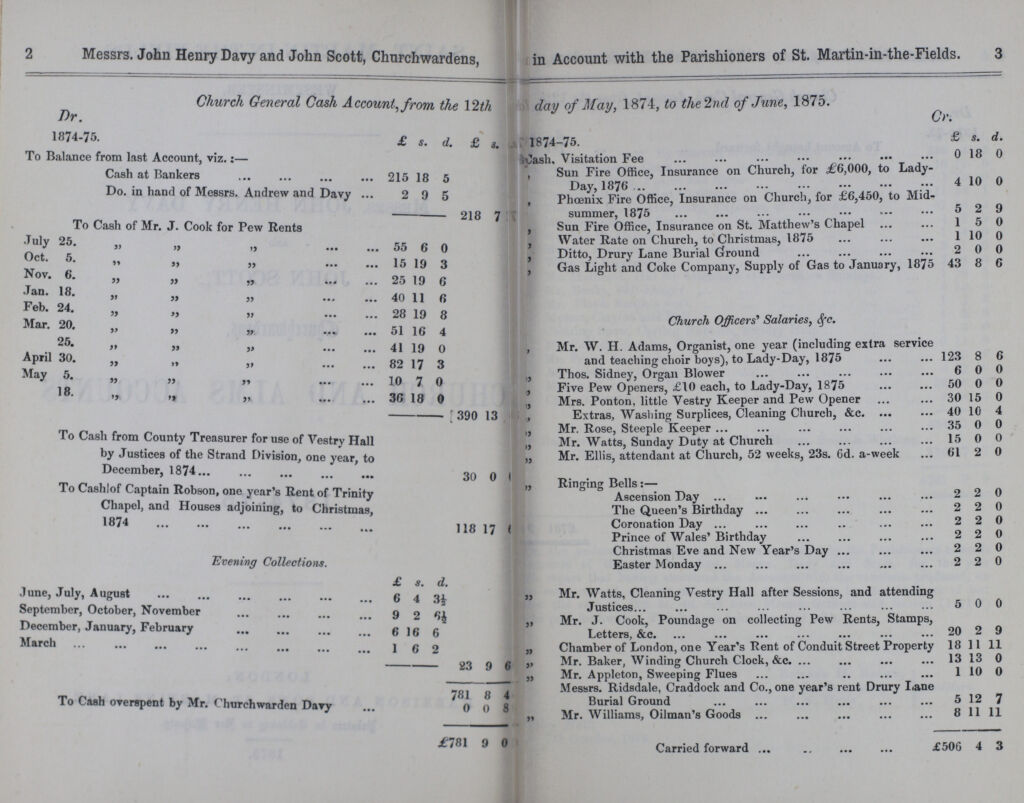 2 Messrs. John Henry Davy and John Scott, Churchwardens,
Church General Cash Account, from the 12th
Dr.
1874-75. £ s. d. £ s.
To Balance from last Account, viz.:—
Cash at Bankers ... ... ... ... 215 18 5
Do. in hand of Messrs. Andrew and Davy ... 2 9 5
218 7
To Cash of Mr. J. Cook for Pew Rents
July 25. „ „ „ ... ... 55 6 0
Oct. 5. „ „ „ ... ... 15 19 3
Nov. 6. „ „ „ ... ... 25 19 6
Jan. 18. „ „ „ ... ... 40 11 6
Feb. 24. „ „ „ ... ... 28 19 8
Mar. 20. „ „ „ ... ... 51 16 4
25. „ „ „ ... ... 41 19 0
April 30. „ „ „ ... ... 82 17 3
May 5. „ „ „ ... ... 10 7 0
18. „ „ „ ... ... 36 18 0
390 13
To Cash from County Treasurer for use of Vestry Hall
by Justices of the Strand Division, one year, to
December, 1874... ... ... ... ... 30 0
To Cash of Captain Robson, one year's Rent of Trinity
Chapel, and Houses adjoining, to Christmas,
1874 ... ... ... ... ... ... 118 17
Evening Collections.
£ s. d.
June, July, August ... ... ... ... ... ... 6 4 3½
September, October, November ... ... ... ... 9 2 6½
December, January, February ... ... ... ... 6 16 6
March ... ... ... ... ... ... ... ... 1 6 2
23 9 6
781 8 4
To Cash overspent by Mr. Churchwarden Davy ... 0 0 8
£781 9 0
in Account with the Parishioners of St. Martin-in-the-Fields. 3
day of May, 1874, to the 2nd of June, 1875.
Cr.
1874-75. £ s. d.
Cash, Visitation Fee ... ... ... ... ... ... ... 0 18 0
„ Sun Fire Office, Insurance on Church, for £6,000, to Lady-
Day, 1876 ... ... ... ... ... ... ... ... 4 10 0
„ Phœnix Fire Office, Insurance on Church, for £6,450, to Mid-
summer, 1875 ... ... ... ... ... ... ... 5 2 9
„ Sun Fire Office, Insurance on St. Matthew's Chapel ... ... 1 5 0
„ Water Rate on Church, to Christmas, 1875 ... ... ... 1 10 0
„ Ditto, Drury Lane Burial Ground ... ... ... ... 2 0 0
„ Gas Light and Coke Company, Supply of Gas to January, 1875 43 8 6
Church Officers' Salaries, &c.
„ Mr. W. H. Adams, Organist, one year (including extra service
and teaching choir boys), to Lady-Day, 1875 ... ... 123 8 6
„ Thos. Sidney, Organ Blower ... ... ... ... ... 6 0 0
„ Five Pew Openers, £10 each, to Lady-Day, 1875 ... ... 50 0 0
„ Mrs. Ponton, little Vestry Keeper and Pew Opener ... ... 30 15 0
„ Extras, Washing Surplices, Cleaning Church, &c. ... ... 40 10 4
„ Mr. Rose, Steeple Keeper ... ... ... ... ... ... 35 0 0
„ Mr. Watts, Sunday Duty at Church ... ... ... ... 15 0 0
„ Mr. Ellis, attendant at Church, 52 weeks, 23s. 6d. a-week ... 61 2 0
„ Ringing Bells:—
Ascension Day ... ... ... ... ... ... 2 2 0
The Queen's Birthday ... ... ... ... ... 2 2 0
Coronation Day ... ... ... ... ... ... 2 2 0
Prince of Wales' Birthday ... ... ... ... 2 2 0
Christmas Eve and New Year's Day ... ... ... 2 2 0
Easter Monday ... ... ... ... ... ... 2 2 0
„ Mr. Watts, Cleaning Vestry Hall after Sessions, and attending
Justices... ... ... ... ... ... ... ... 5 0 0
„ Mr. J. Cook, Poundage on collecting Pew Rents, Stamps,
Letters, &c. ... ... ... ... ... ... ... 20 2 9
„ Chamber of London, one Year's Rent of Conduit Street Property 18 11 11
„ Mr. Baker, Winding Church Clock, &c. ... ... ... ... 13 13 0
„ Mr. Appleton, Sweeping Flues ... ... ... ... ... 1 10 0
Messrs. Ridsdale, Craddock and Co., one year's rent Drury Lane
Burial Ground ... ... ... ... ... ... ... 5 12 7
„ Mr. Williams, Oilman's Goods ... ... ... ... ... 8 11 11
Carried forward ... ... ... ... £506 4 3